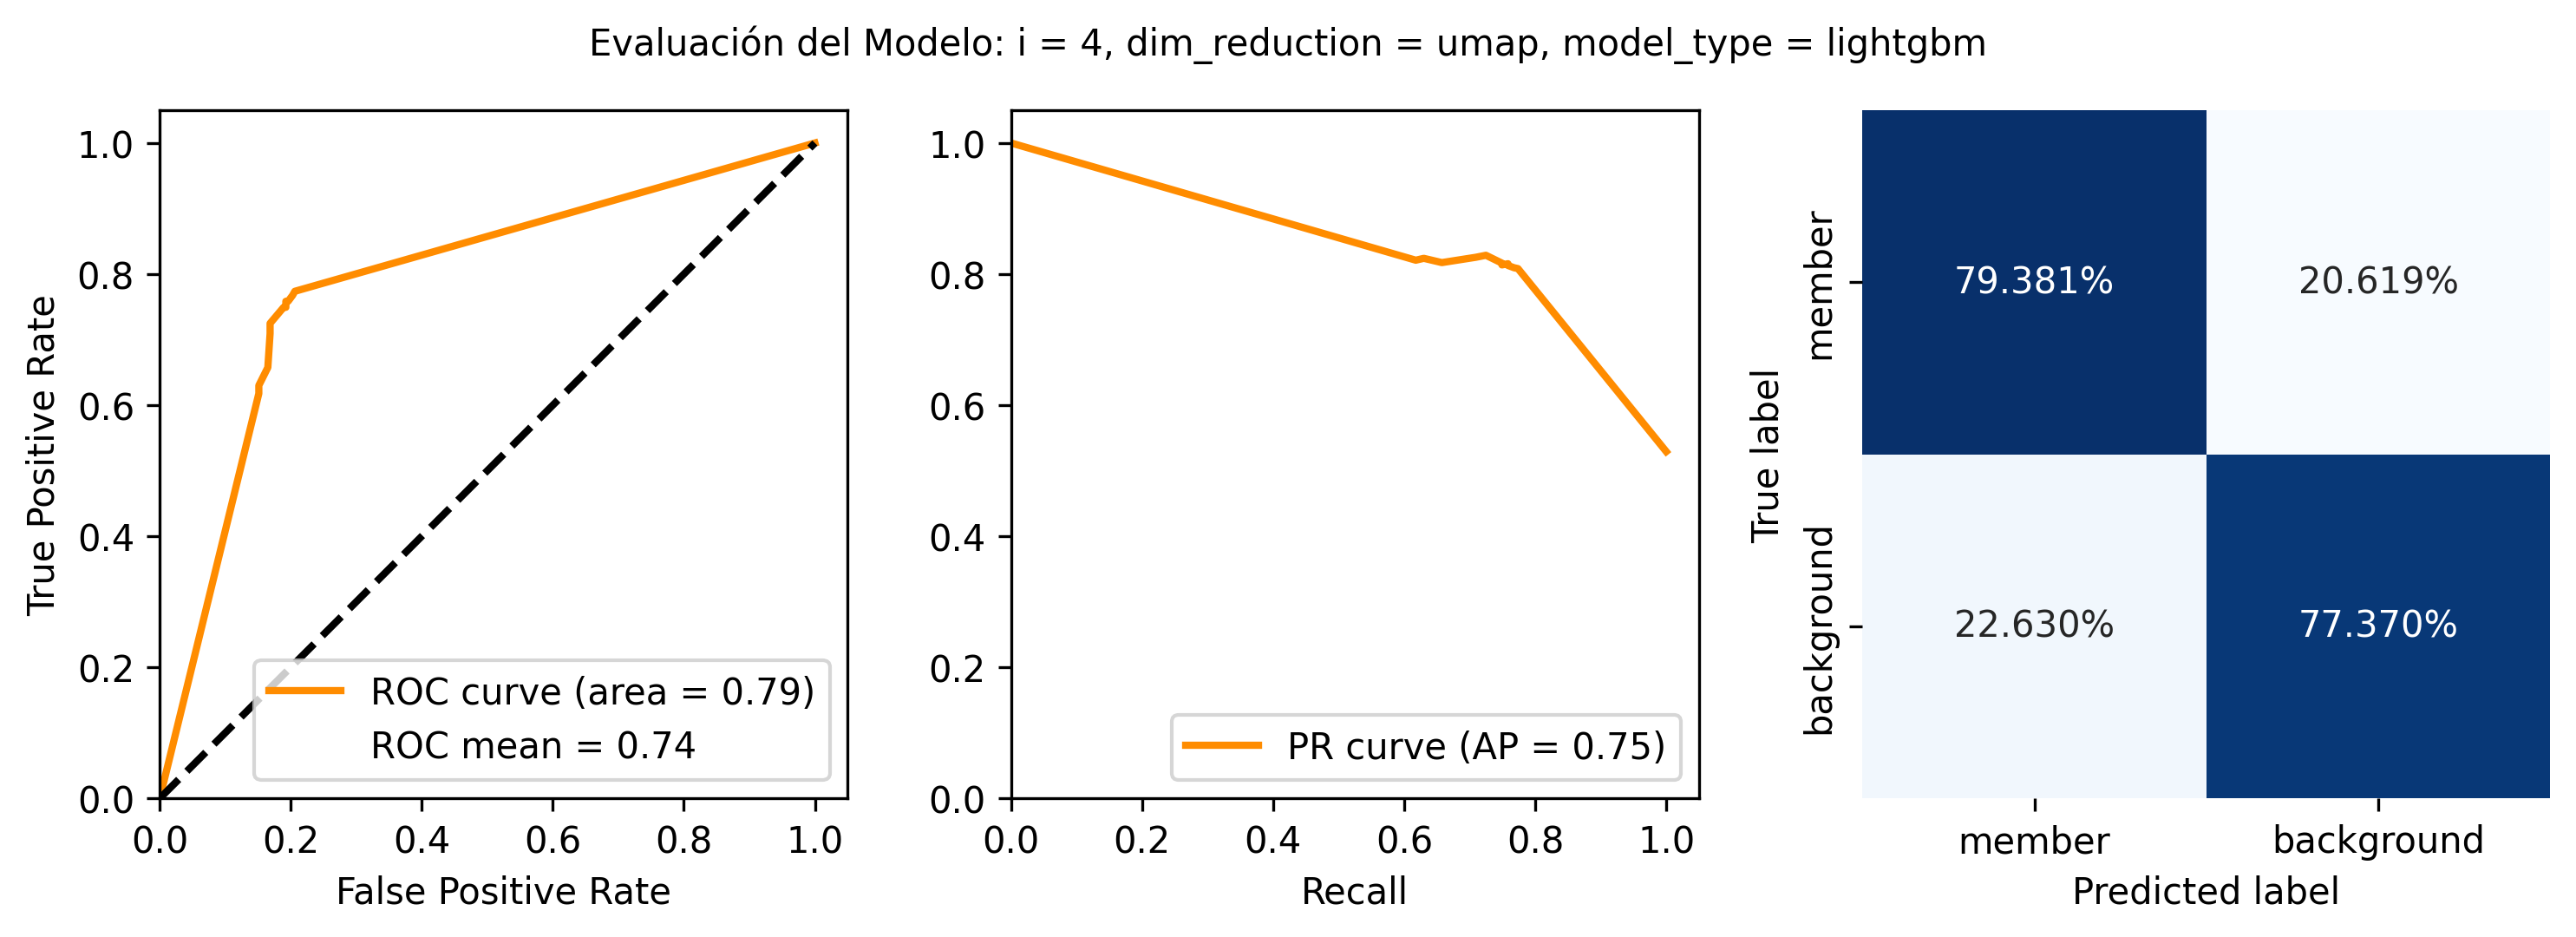 Evaluación del Modelo: i = 4, dim_reduction = umap, model_type = lightgbm
True Positive Rate
1.0
0.8
0.6
0.4
0.2
0.0
ROC curve (area = 0.79)
ROC mean = 0.74
0.0 0.2 0.4 0.6 0.8 1.0
False Positive Rate
1.0
0.8
0.6
0.4
0.2
0.0
PR curve (AP = 0.75)
0.0 0.2 0.4 0.6 0.8 1.0
Recall
True label
member
background
79.381% 20.619%
22.630% 77.370%
member background
Predicted label